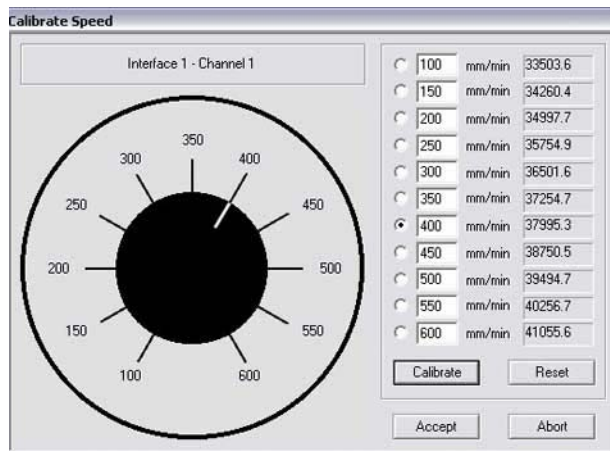 Calibrate Speed
Interface 1 - Channel 1
350
300
400
250
450
200
500
150
550
100
600
100 mm/min 33503.6
150 mm/min 34260.4
200 mm/min 34997.7
250 mm/min 35754.9
300 mm/min 36501.6
350 mm/min 37254.7
400 mm/min 37995.3
450 mm/min 38750.5
500 mm/min 39494.7
550 mm/min 40256.7
600 mm/min 41055.6
Calibrate Reset
Accept Abort